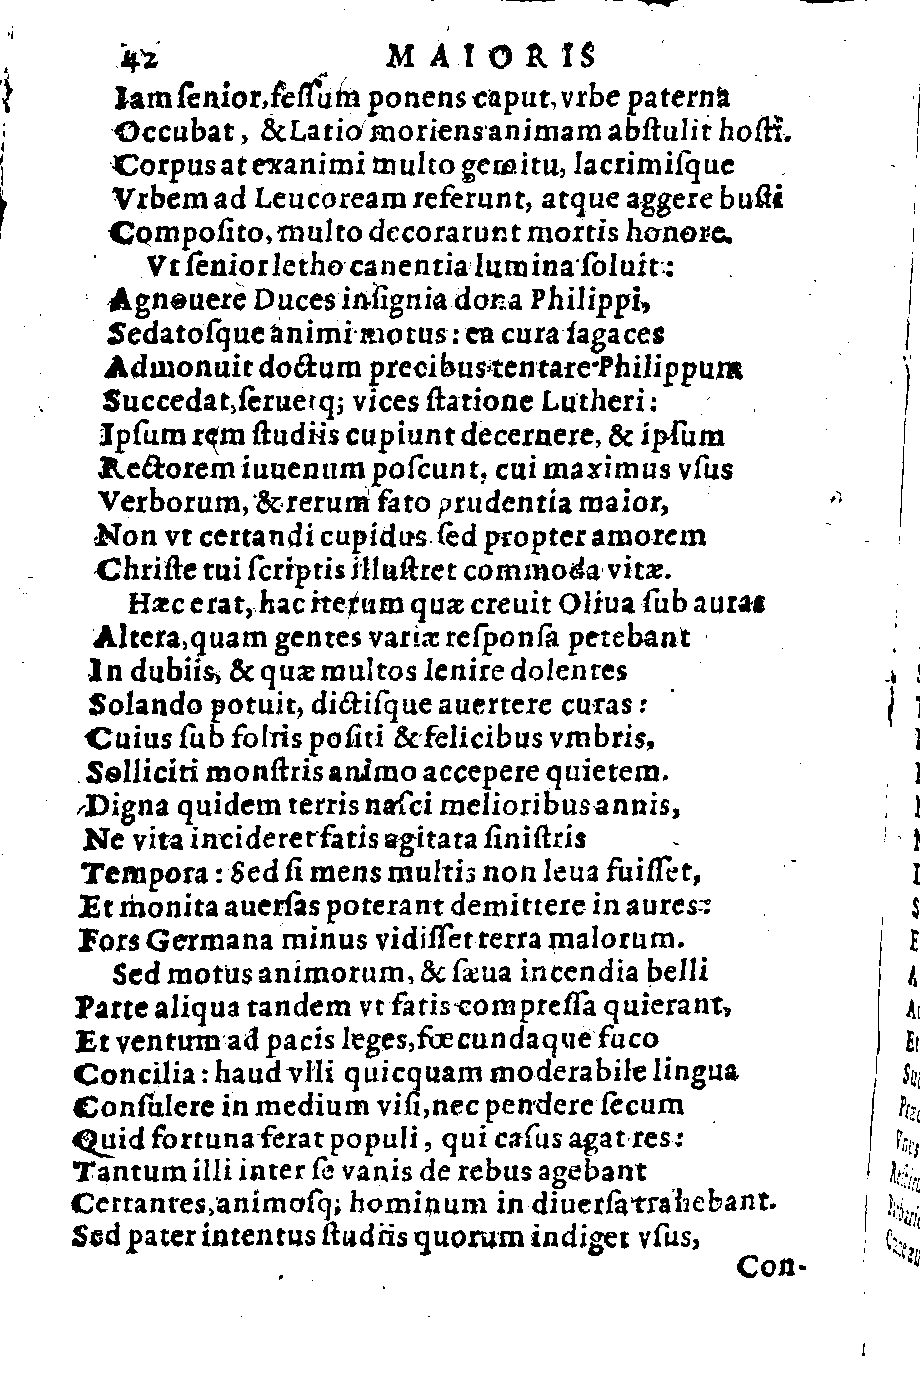 42 MAIORIS
Iam ſenior, feſſum ponens caput, vrbe paterna
Occubat, & Latio moriens animam abſtulit hoſti.
Corpus at exanimi multo gemitu, lacrimiſque
Vrbem ad Leucoream referunt, atque aggere buſti
Compoſito, multo decorarunt mortis honore.
Vt ſenior letho canentia lumina ſoluit:
Agnouere Duces inſignia dona Philippi,
Sedatoſque animi motus: ea cura ſagaces
Admonuit doctum precibus tentare Philippum
Succedat, ſeruetq; vices ſtatione Lutheri:
Ipſum rem ſtudiis cupiunt decernere, & ipſum
Rectorem iuuenum poſcunt, cui maximus vſus
Verborum, & rerum fato prudentia maior,
Non vt certandi cupidus ſed propter amorem
Chriſte tui ſcriptis illuſtret commoda vitæ.
Hæc erat, hac iterum quæ creuit Oliua ſub auras
Altera, quam gentes variæ reſponſa petebant
In dubiis, & quæ multos lenire dolentes
Solando potuit, dictiſque auertere curas:
Cuius ſub foliis poſiti & felicibus vmbris,
Solliciti monſtris animo accepere quietem.
Digna quidem terris naſci melioribus annis,
Ne vita incideret fatis agitata ſiniſtris
Tempora: Sed ſi mens multis non leua fuiſſet,
Et monita auerſas poterant demittere in aures:
Fors Germana minus vidiſſet terra malorum.
Sed motus animorum, & ſæua incendia belli
Parte aliqua tandem vt fatis compreſſa quierant,
Et ventum ad pacis leges, fœcundaque fuco
Concilia: haud vlli quicquam moderabile lingua
Conſulere in medium viſi, nec pendere ſecum
Quid fortuna ferat populi, qui caſus agat res:
Tantum illi inter ſe vanis de rebus agebant
Certantes, animoſq; hominum in diuerſa trahebant.
Sed pater intentus ſtudiis quorum indiget vſus,
Con-